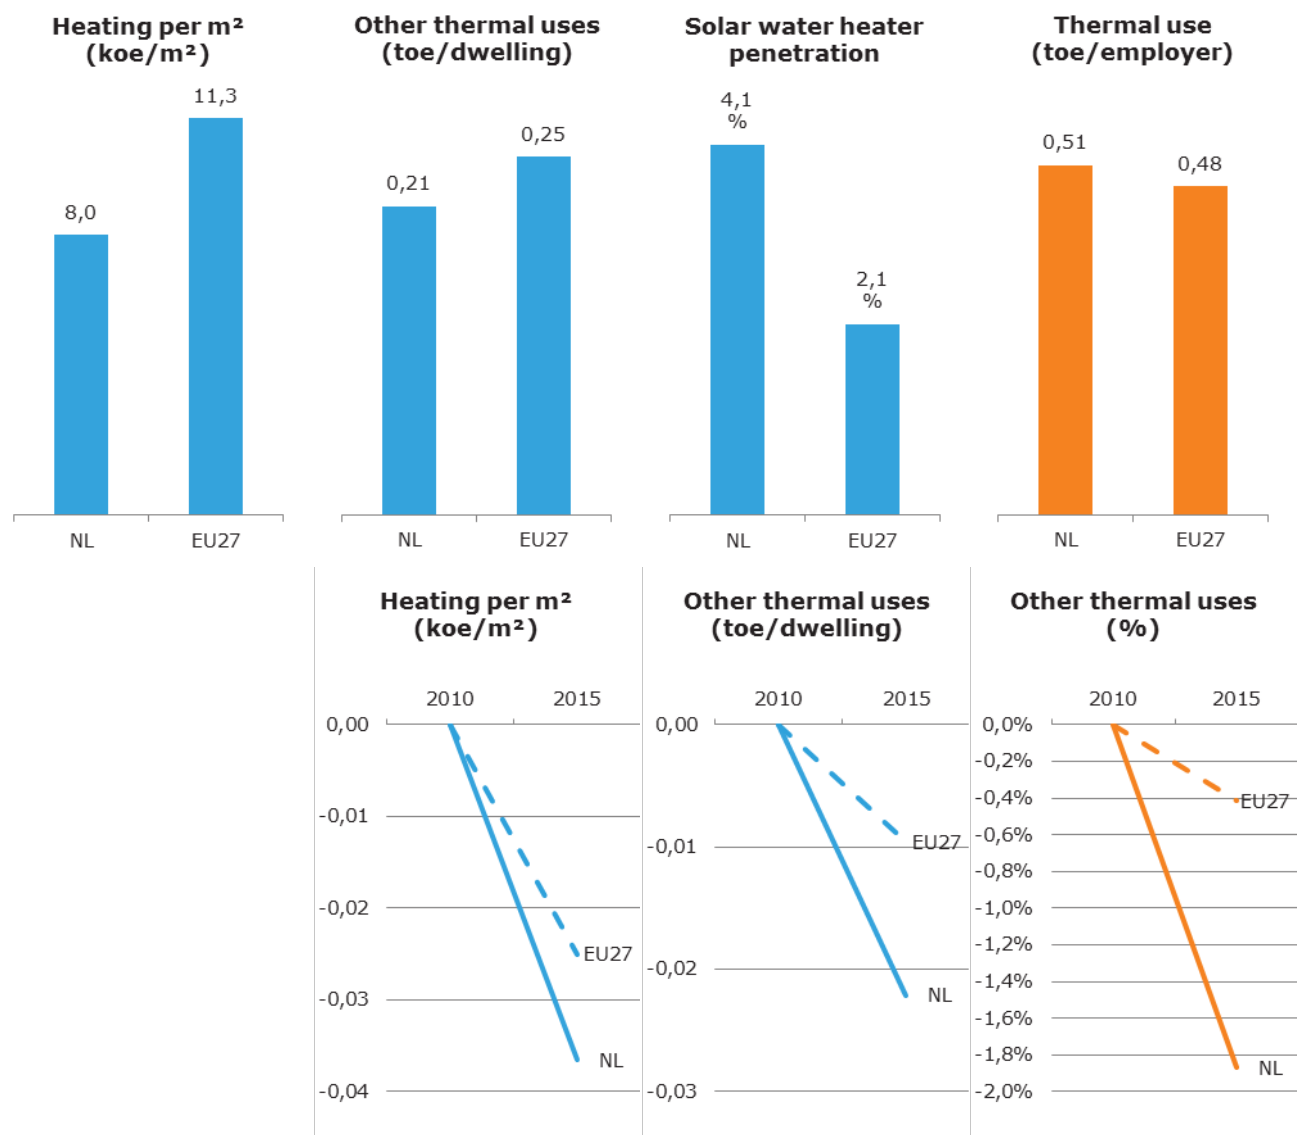 Heating per m²
(koe/m²)
11,3
8,0
NL
EU27
Other thermal uses
(toe/dwelling)
0,25
0,21
NL
EU27
Solar water heater
penetration
4,1
%
2,1
%
NL
EU27
Thermal use
(toe/employer)
0,51
0,48
NL
EU27
Heating per m²
(koe/m²)
2010
2015
0,00
-0,01
-0,02
-0,03
-0,04
EU27
NL
Other thermal uses
(toe/dwelling)
2010
2015
0,00
-0,01
-0,02
-0,03
EU27
NL
Other thermal uses
(%)
2010
2015
0,0%
-0,2%
-0,4%
-0,6%
-0,8%
-1,0%
-1,2%
-1,4%
-1,6%
-1,8%
-2,0%
EU27
NL